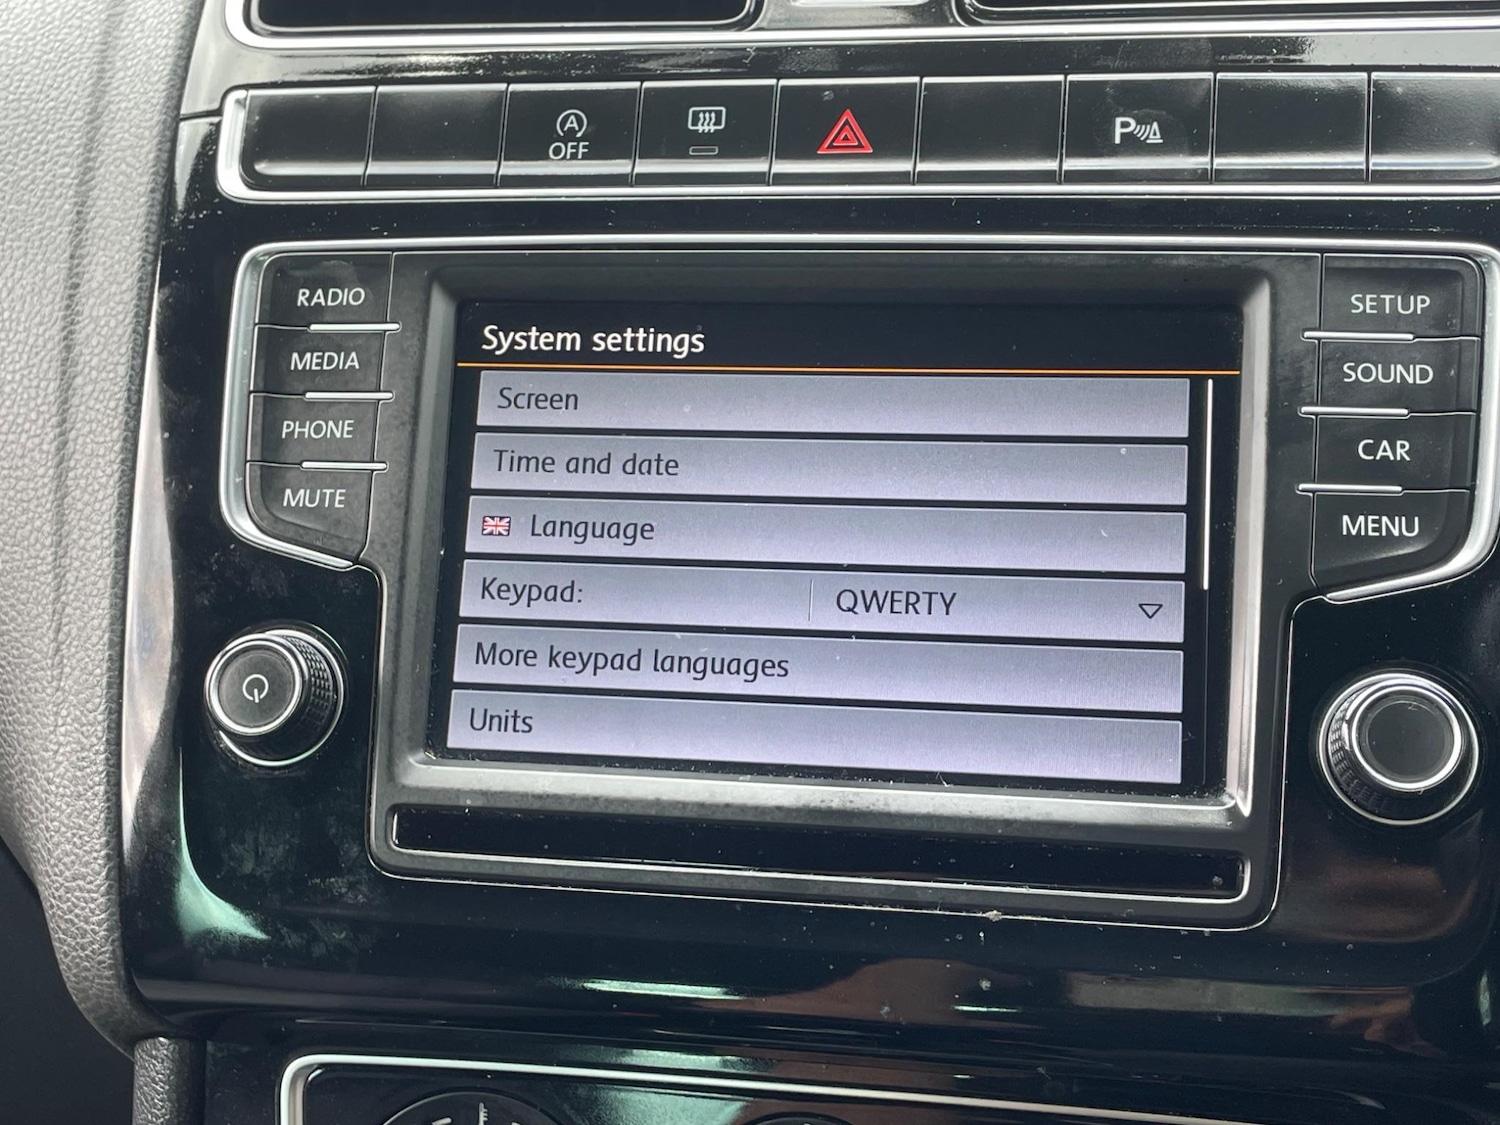 A
OFF
P
RADIO
MEDIA
PHONE
MUTE
System settings
Screen
Time and date
Language
Keypad: QWERTY
More keypad languages
Units
SETUP
SOUND
CAR
MENU